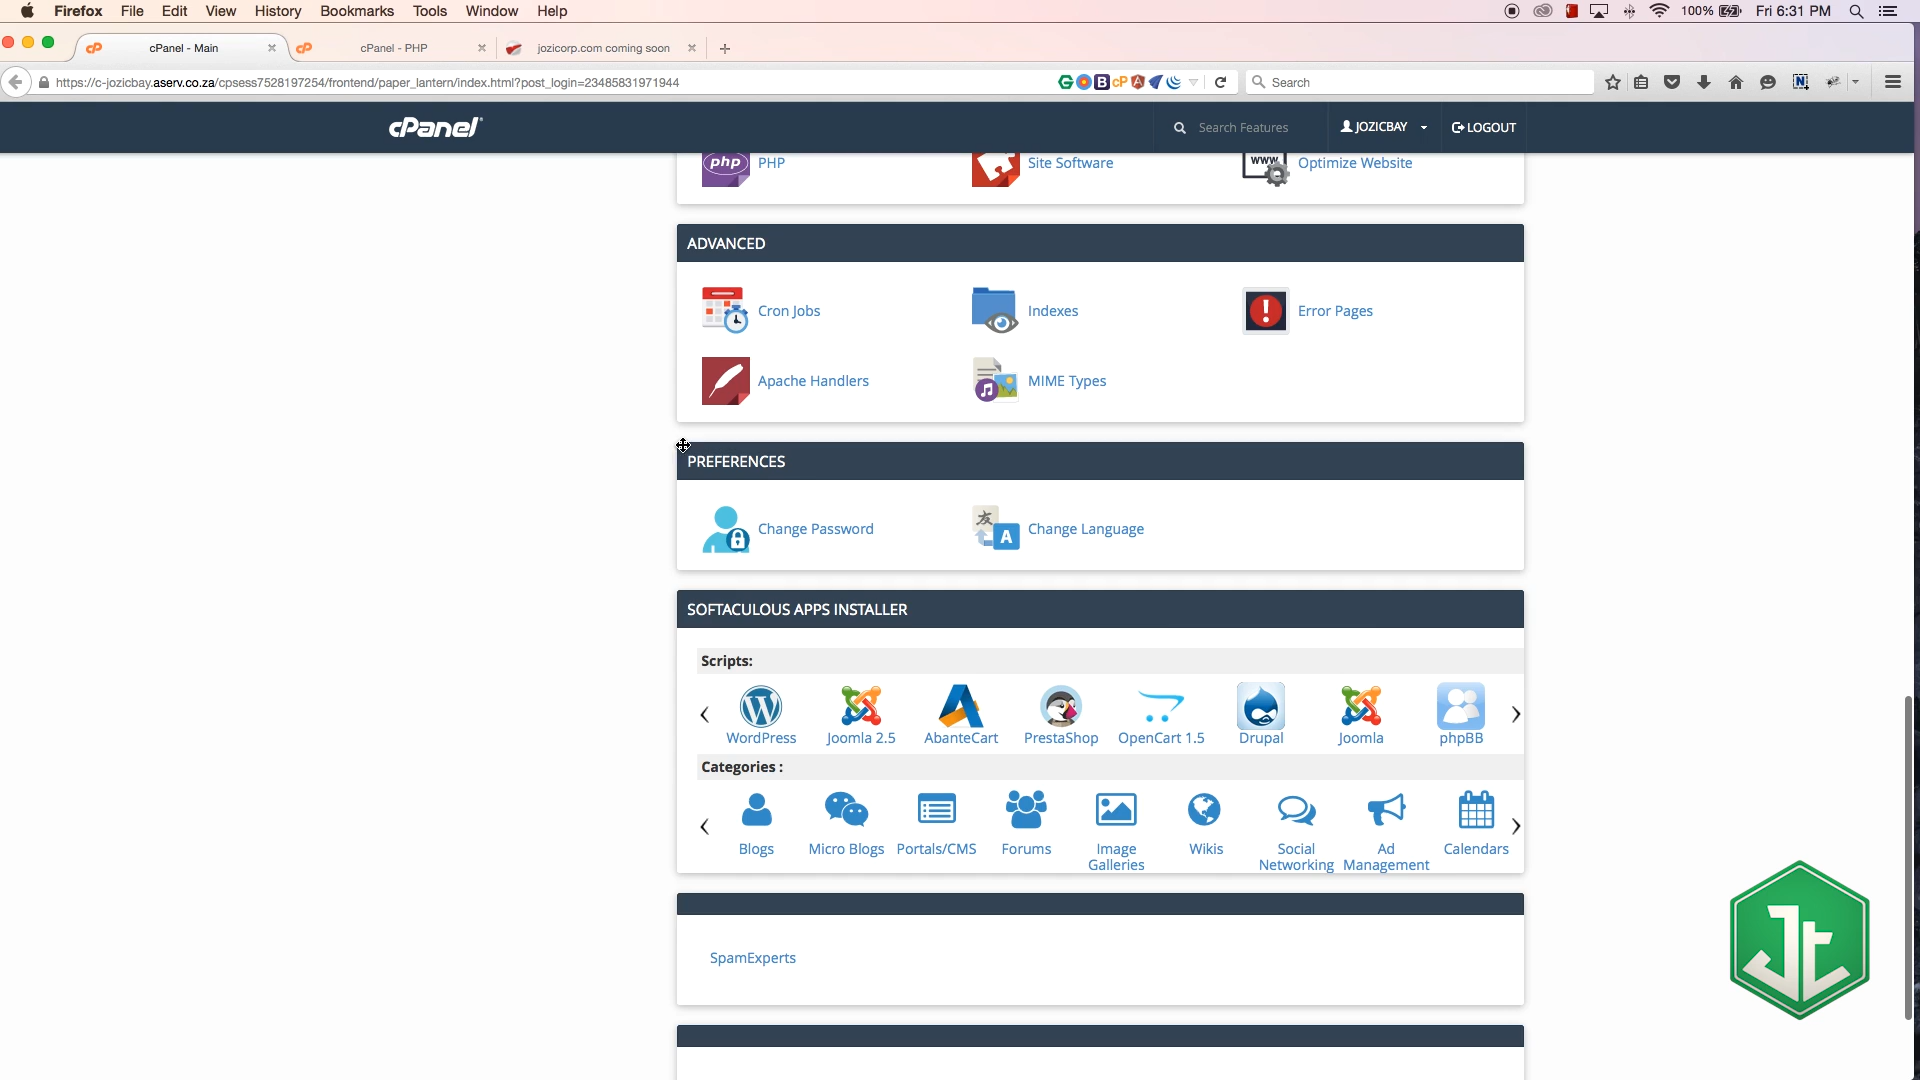 Firefox File Edit View History Bookmarks Tools Window Help 100% Fri 6:31 PM
cPanel - Main cPanel - PHP jozicorp.com coming soon
https://c-jozicbay.aserv.co.za/cpsess7528197254/frontend/paper_lantern/index.html?post_login=23485831971944 Search
cPanel Search Features JOZICBAY LOGOUT
php PHP Site Software WWW Optimize Website
ADVANCED
Cron Jobs Indexes Error Pages
Apache Handlers MIME Types
PREFERENCES
友 A Change Password Change Language
SOFTACULOUS APPS INSTALLER
Scripts:
WordPress Joomla 2.5 AbanteCart PrestaShop OpenCart 1.5 Drupal Joomla phpBB
Categories :
Blogs Micro Blogs Portals/CMS Forums Image Galleries Wikis Social Networking Ad Management Calendars
SpamExperts